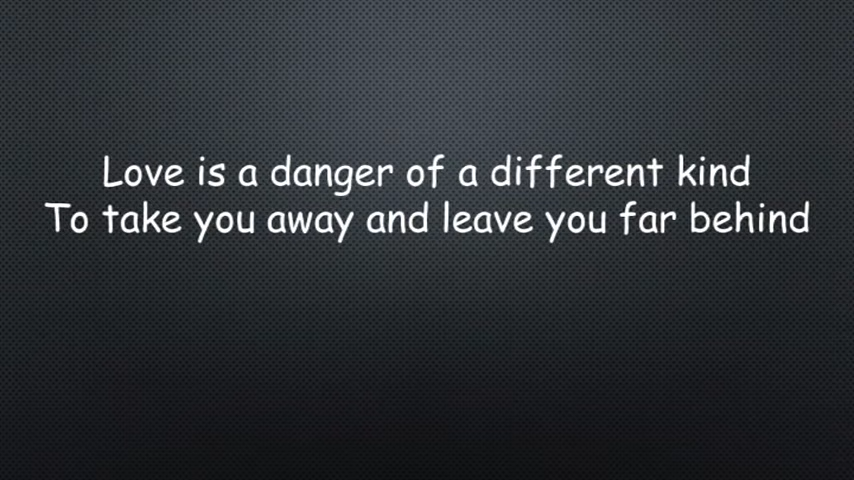 Love is a danger of a different kind
To take you away and leave you far behind